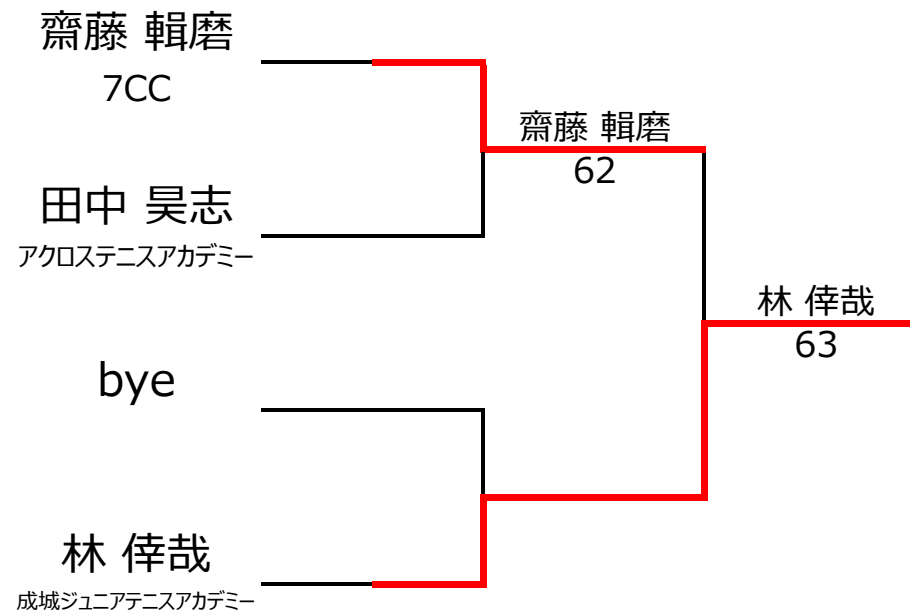 齋藤 輯磨
7CC
田中 昊志
アクロステニスアカデミー
bye
林 倖哉
成城ジュニアテニスアカデミー
齋藤 輯磨
62
林 倖哉
63